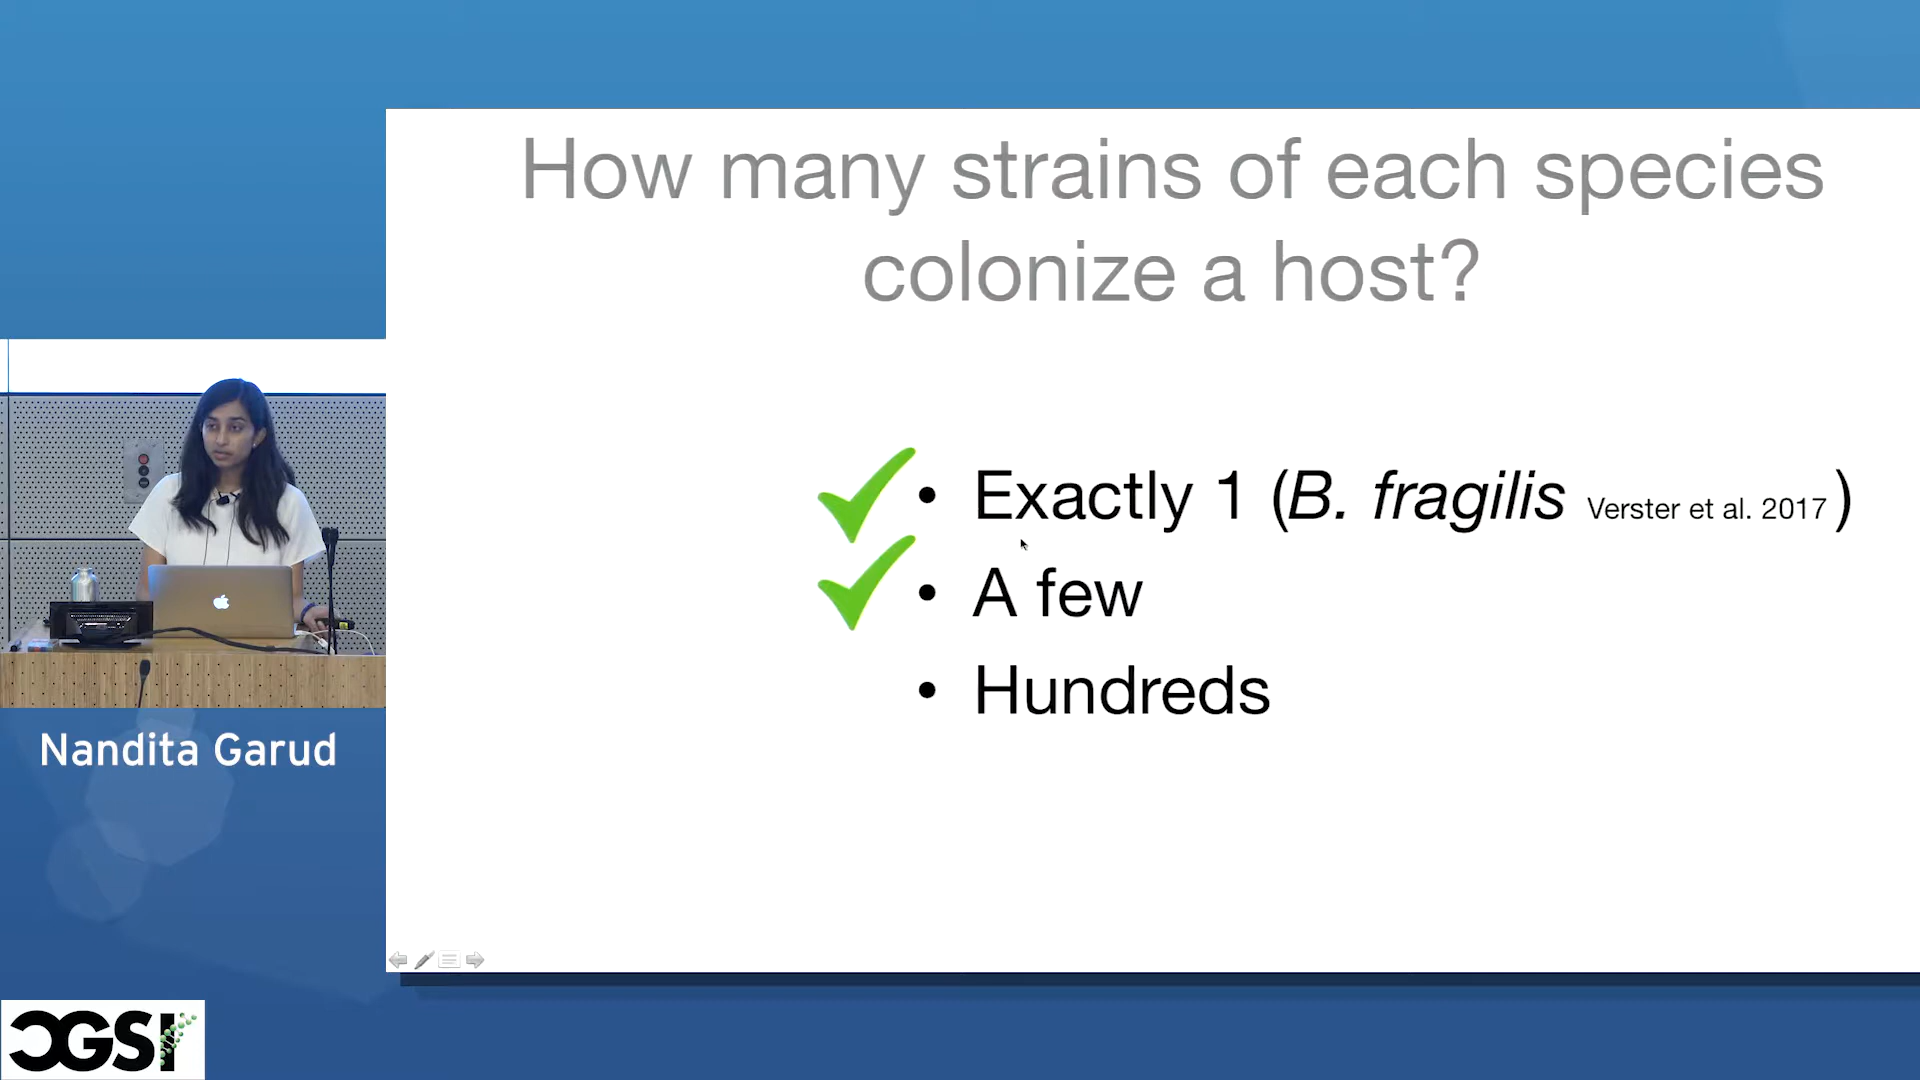 How many strains of each species
colonize a host?
• Exactly 1 (B. fragilis Verster et al. 2017 )
• A few
• Hundreds
Nandita Garud
CGSI